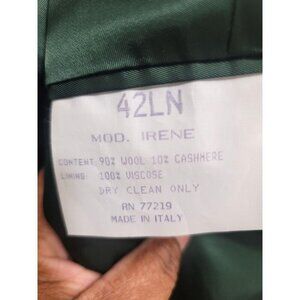 42LN
MOD. IRENE
CONTENT: 90% WOOL 10% CASHMERE
LINING: 100% VISCOSE
DRY CLEAN ONLY
RN 77219
MADE IN ITALY